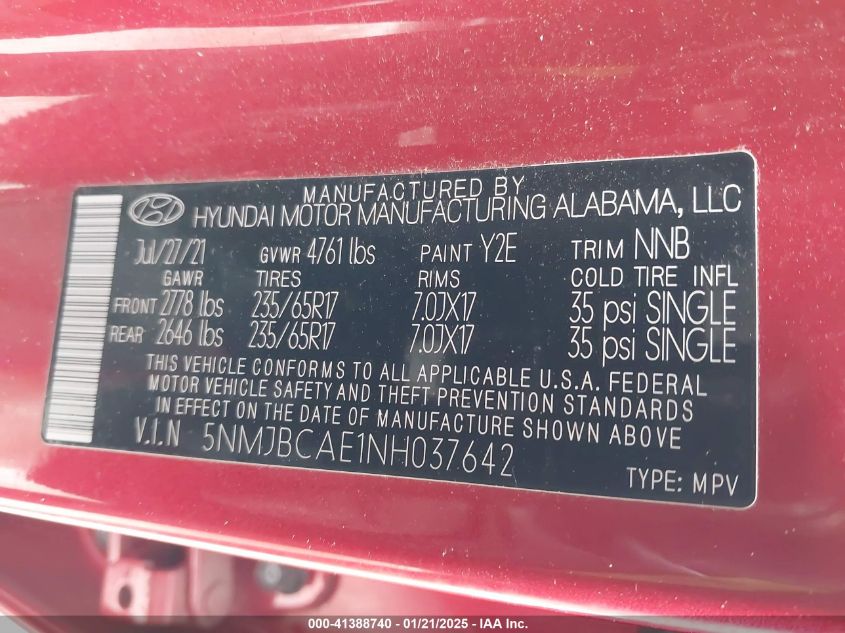 MANUFACTURED BY
HYUNDAI MOTOR MANUFACTURING ALABAMA, LLC
Jul/27/21 GVWR 4761 lbs PAINT Y2E TRIM NNB
GAWR TIRES RIMS COLD TIRE INFL
FRONT 2778 lbs 235/65R17 7.0JX17 35 psi SINGLE
REAR 2646 lbs 235/65R17 7.0JX17 35 psi SINGLE
THIS VEHICLE CONFORMS TO ALL APPLICABLE U.S.A. FEDERAL
MOTOR VEHICLE SAFETY AND THEFT PREVENTION STANDARDS
IN EFFECT ON THE DATE OF MANUFACTURE SHOWN ABOVE
V.I.N 5NMJBCAE1NH037642
TYPE: MPV
000-41388740 - 01/21/2025 - IAA Inc.